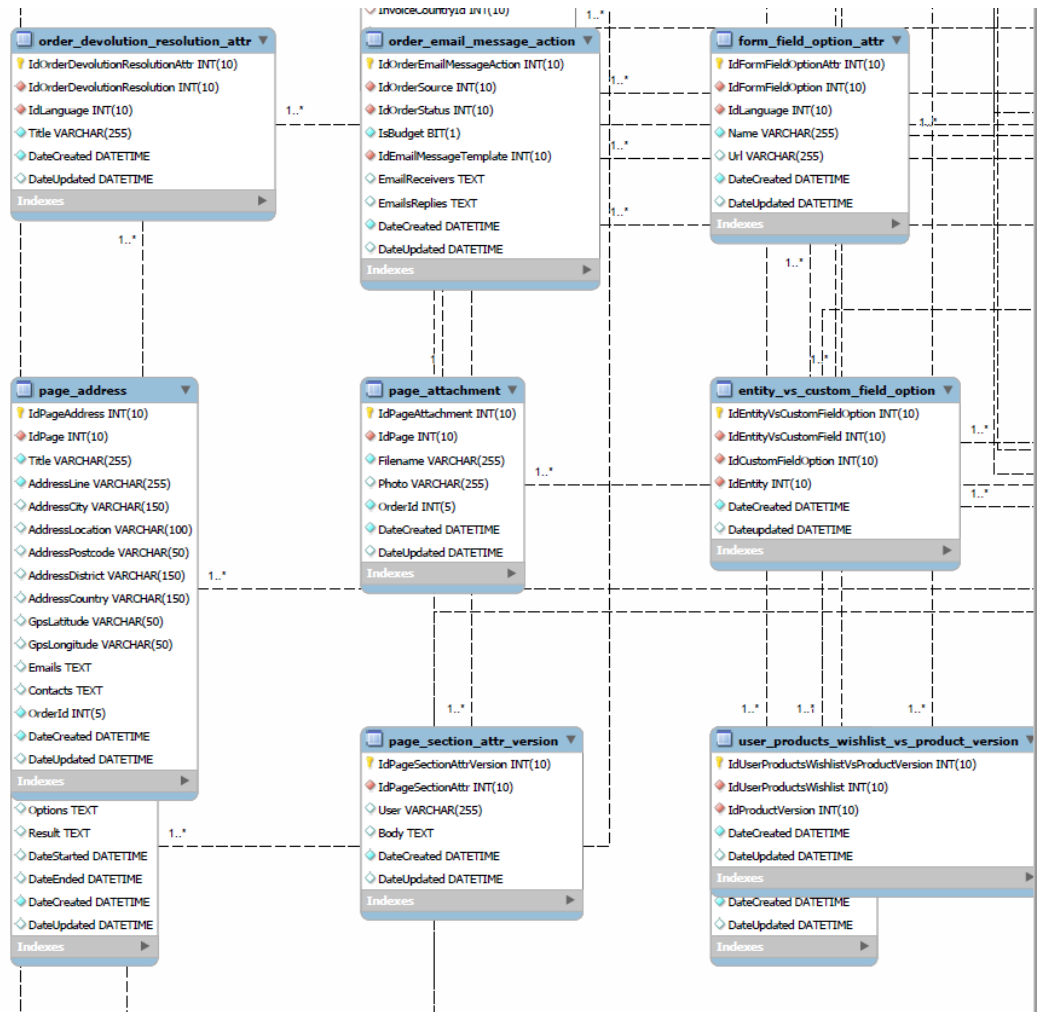 InvoiceCountryId INT(10)
1..*
order_devolution_resolution_attr
IdOrderDevolutionResolutionAttr INT(10)
IdOrderDevolutionResolution INT(10)
IdLanguage INT(10)
Title VARCHAR(255)
DateCreated DATETIME
DateUpdated DATETIME
Indexes
1..*
1..*
order_email_message_action
IdOrderEmailMessageAction INT(10)
IdOrderSource INT(10)
IdOrderStatus INT(10)
IsBudget BIT(1)
IdEmailMessageTemplate INT(10)
EmailReceivers TEXT
EmailsReplies TEXT
DateCreated DATETIME
DateUpdated DATETIME
Indexes
1..*
1..*
1..*
1..*
1
form_field_option_attr
IdFormFieldOptionAttr INT(10)
IdFormFieldOption INT(10)
IdLanguage INT(10)
Name VARCHAR(255)
Url VARCHAR(255)
DateCreated DATETIME
DateUpdated DATETIME
Indexes
1..*
1..*
1..*
page_address
IdPageAddress INT(10)
IdPage INT(10)
Title VARCHAR(255)
AddressLine VARCHAR(255)
AddressCity VARCHAR(150)
AddressLocation VARCHAR(100)
AddressPostcode VARCHAR(50)
AddressDistrict VARCHAR(150)
AddressCountry VARCHAR(150)
GpsLatitude VARCHAR(50)
GpsLongitude VARCHAR(50)
Emails TEXT
Contacts TEXT
OrderId INT(5)
DateCreated DATETIME
DateUpdated DATETIME
Indexes
1..*
Options TEXT
Result TEXT
DateStarted DATETIME
DateEnded DATETIME
DateCreated DATETIME
DateUpdated DATETIME
Indexes
1..*
page_attachment
IdPageAttachment INT(10)
IdPage INT(10)
Filename VARCHAR(255)
Photo VARCHAR(255)
OrderId INT(5)
DateCreated DATETIME
DateUpdated DATETIME
Indexes
1..*
entity_vs_custom_field_option
IdEntityVsCustomFieldOption INT(10)
IdEntityVsCustomField INT(10)
IdCustomFieldOption INT(10)
IdEntity INT(10)
DateCreated DATETIME
Dateupdated DATETIME
Indexes
1..*
1..*
1..*
page_section_attr_version
IdPageSectionAttrVersion INT(10)
IdPageSectionAttr INT(10)
User VARCHAR(255)
Body TEXT
DateCreated DATETIME
DateUpdated DATETIME
Indexes
1..*
1..1
1..*
user_products_wishlist_vs_product_version
IdUserProductsWishlistVsProductVersion INT(10)
IdUserProductsWishlist INT(10)
IdProductVersion INT(10)
DateCreated DATETIME
DateUpdated DATETIME
Indexes
DateCreated DATETIME
DateUpdated DATETIME
Indexes